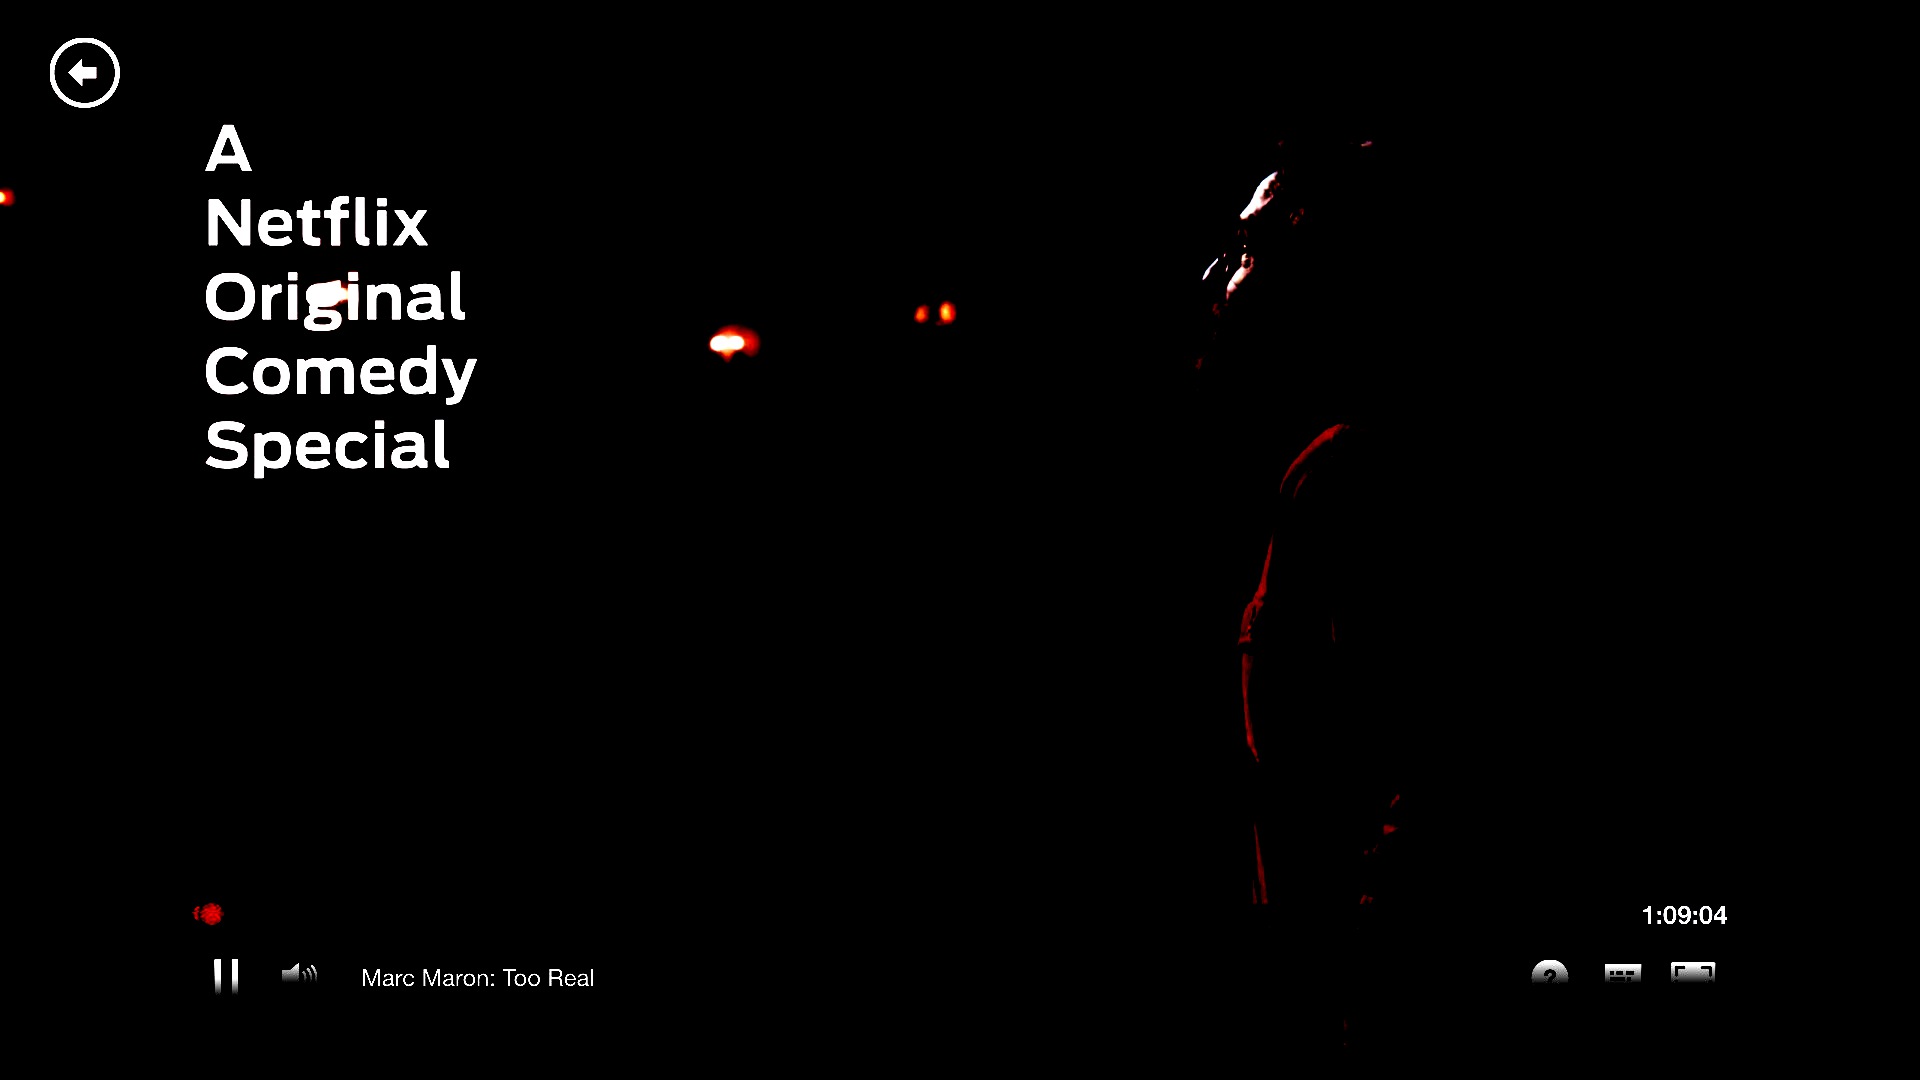 A
Netflix
Original
Comedy
Special
1:09:04
Marc Maron: Too Real
?